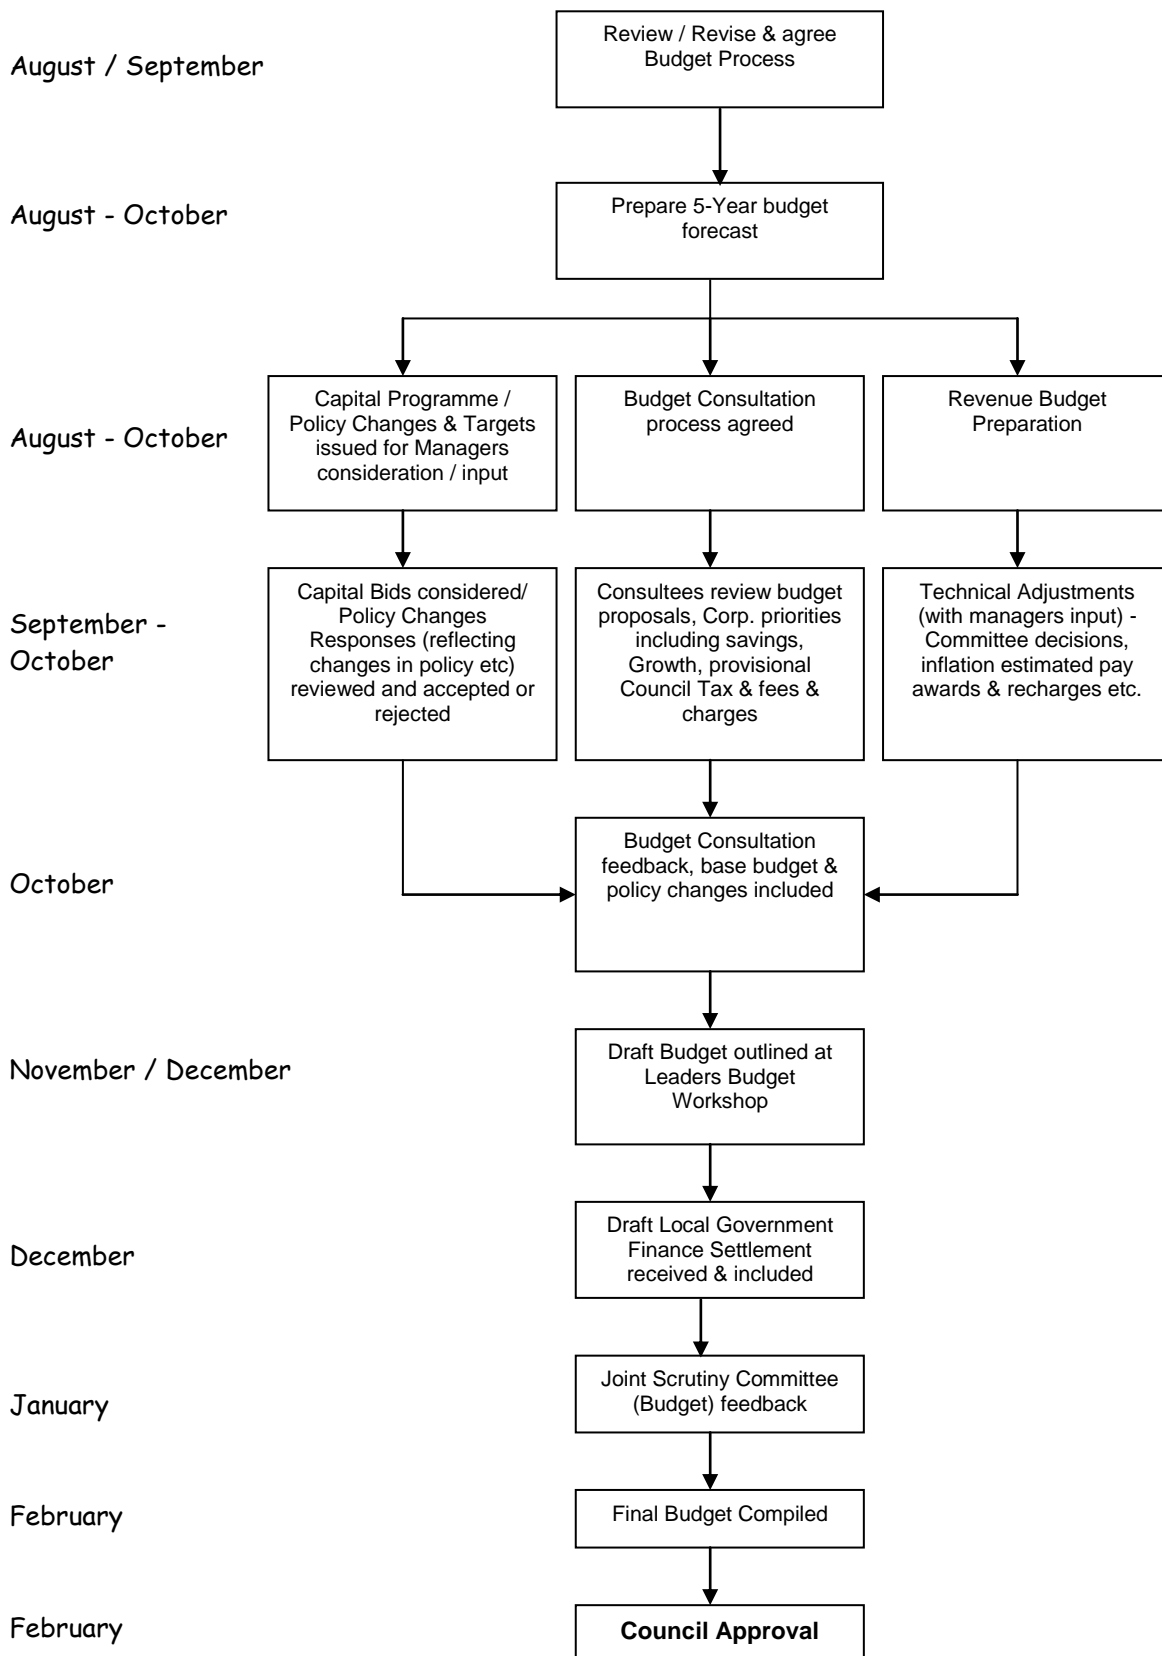 August / September
Review / Revise & agree
Budget Process
August - October
Prepare 5-Year budget
forecast
August - October
Capital Programme /
Policy Changes & Targets
issued for Managers
consideration / input
Budget Consultation
process agreed
Revenue Budget
Preparation
September -
October
Capital Bids considered/
Policy Changes
Responses (reflecting
changes in policy etc)
reviewed and accepted or
rejected
Consultees review budget
proposals, Corp. priorities
including savings,
Growth, provisional
Council Tax & fees &
charges
Technical Adjustments
(with managers input) -
Committee decisions,
inflation estimated pay
awards & recharges etc.
October
Budget Consultation
feedback, base budget &
policy changes included
November / December
Draft Budget outlined at
Leaders Budget
Workshop
December
Draft Local Government
Finance Settlement
received & included
January
Joint Scrutiny Committee
(Budget) feedback
February
Final Budget Compiled
February
Council Approval